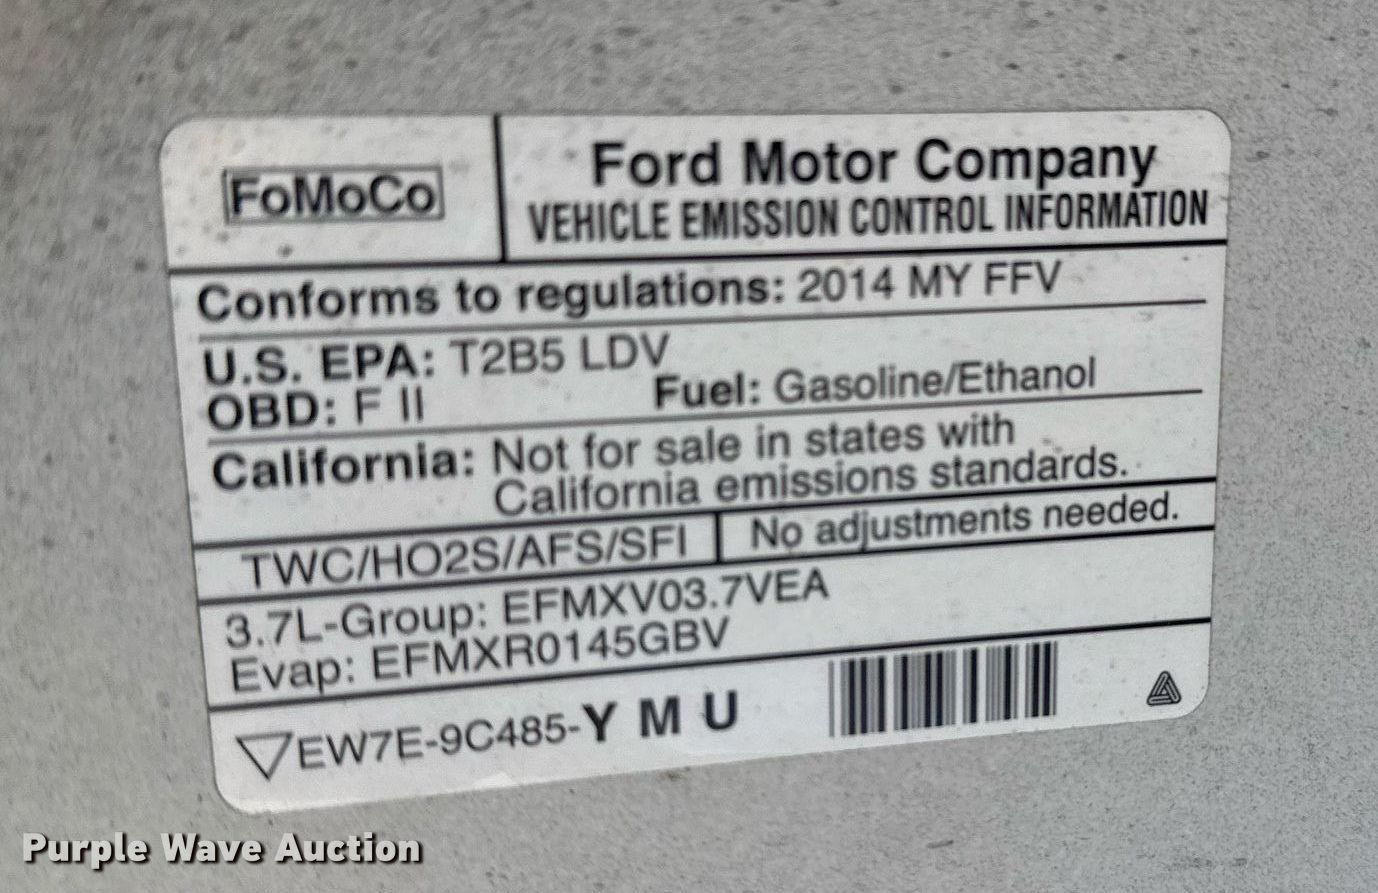 FoMoCo
Ford Motor Company
VEHICLE EMISSION CONTROL INFORMATION
Conforms to regulations: 2014 MY FFV
U.S. EPA: T2B5 LDV
OBD: F II Fuel: Gasoline/Ethanol
California: Not for sale in states with
California emissions standards.
TWC/HO2S/AFS/SFI No adjustments needed.
3.7L-Group: EFMXV03.7VEA
Evap: EFMXR0145GBV
EW7E-9C485-Y M U
Purple Wave Auction